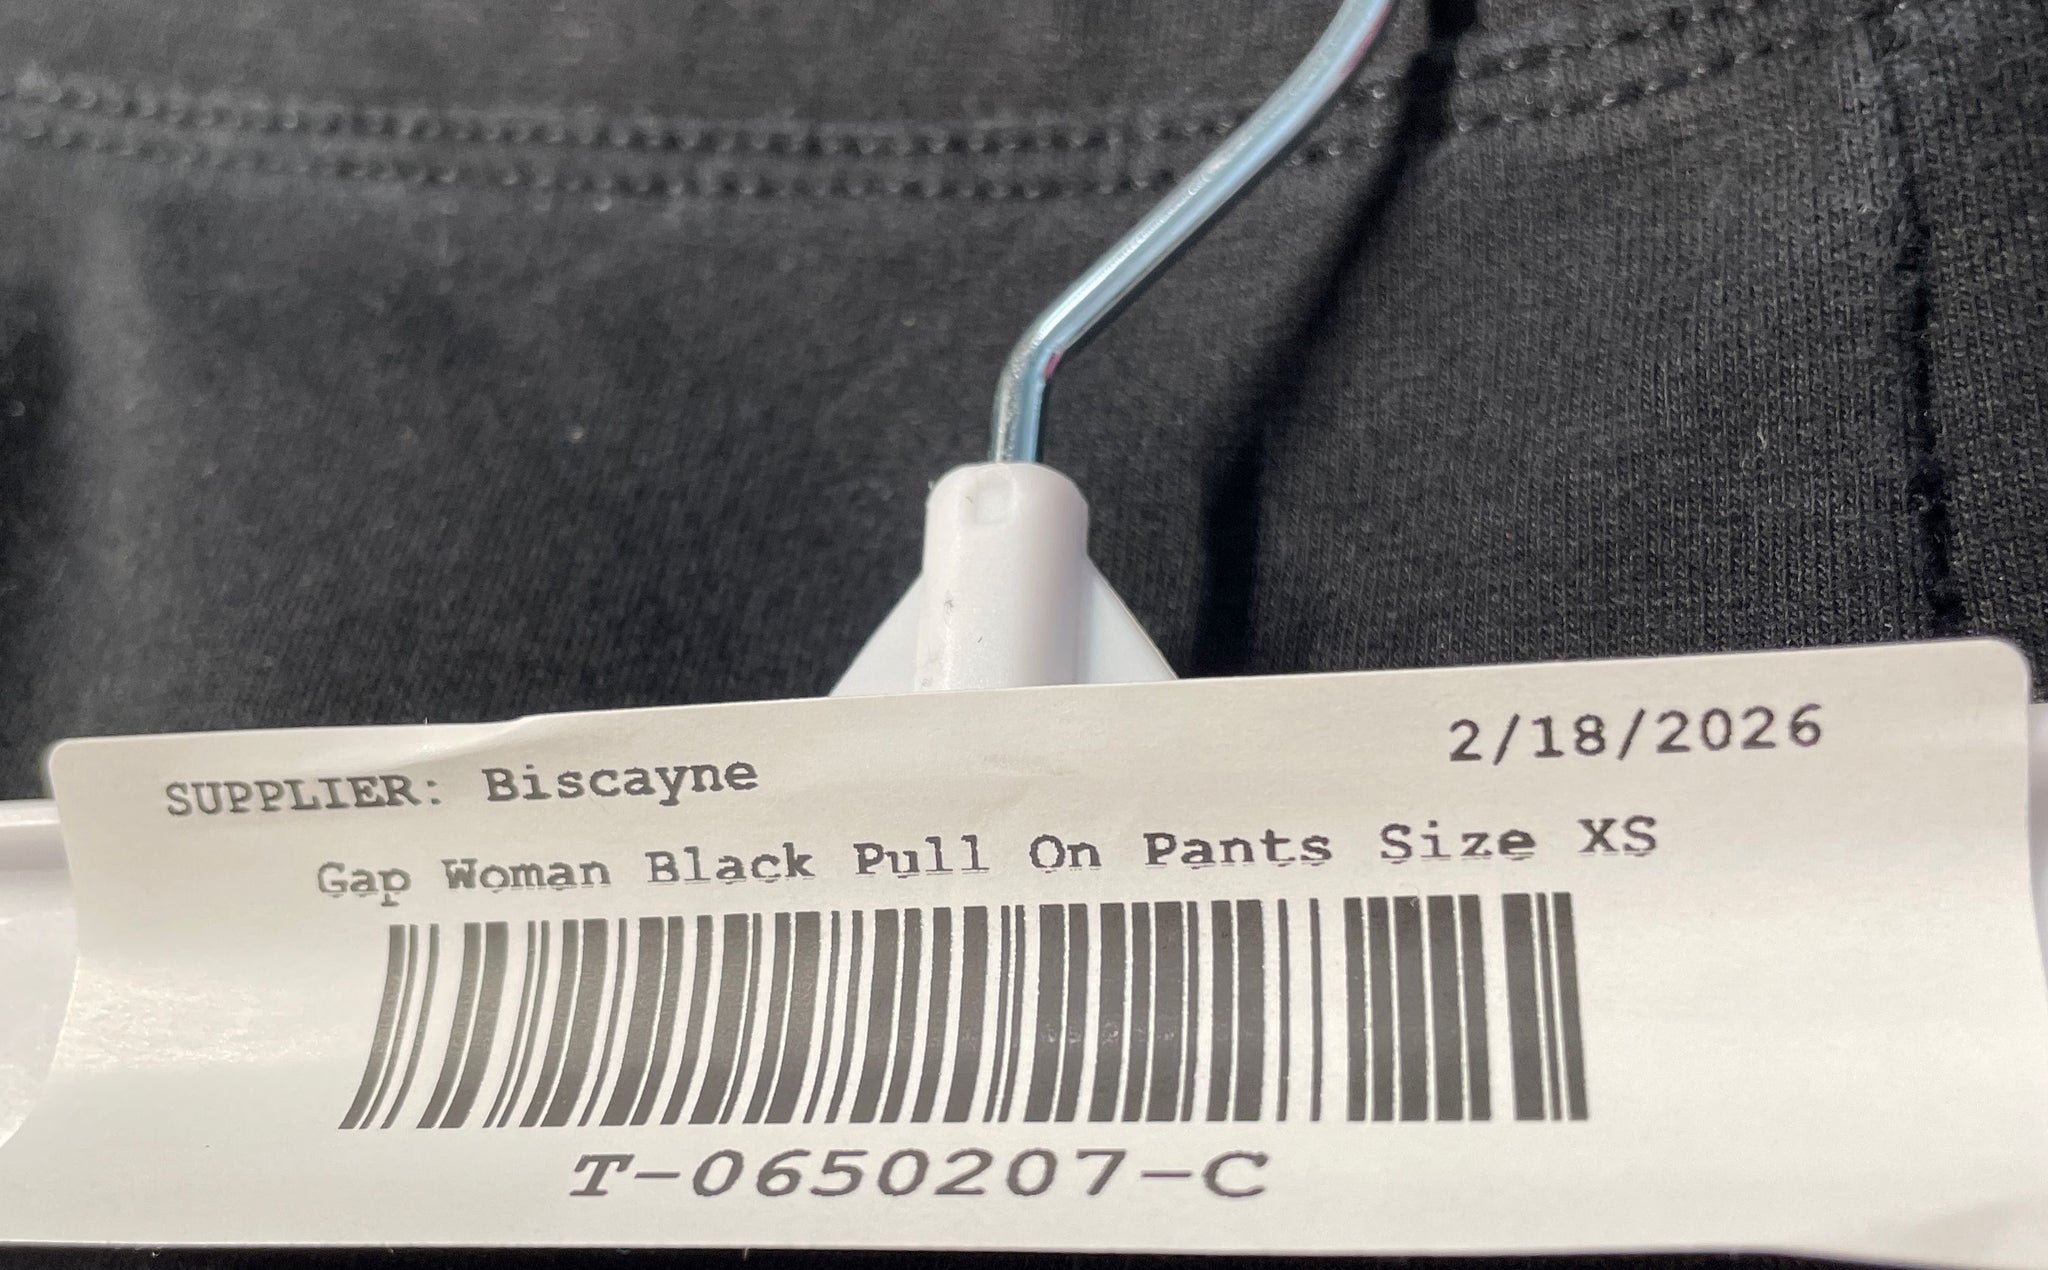 SUPPLIER: Biscayne 2/18/2026
Gap Woman Black Pull On Pants Size XS
T-0650207-C